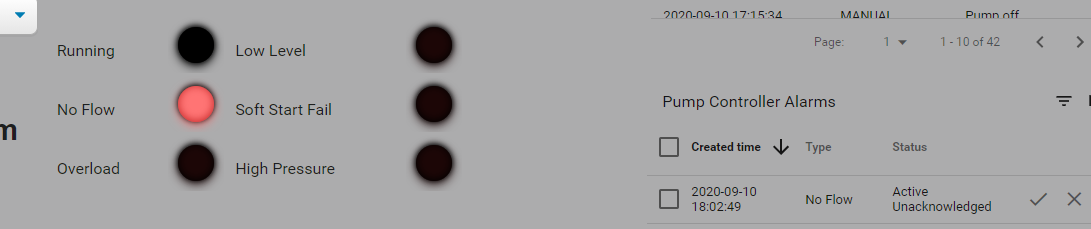 Running
Low Level
No Flow
Soft Start Fail
m
Overload
High Pressure
2020-09-10 17:15:34 MANUAL Pump off
Page: 1 1 - 10 of 42
Pump Controller Alarms
Created time Type Status
2020-09-10
18:02:49
No Flow
Active
Unacknowledged